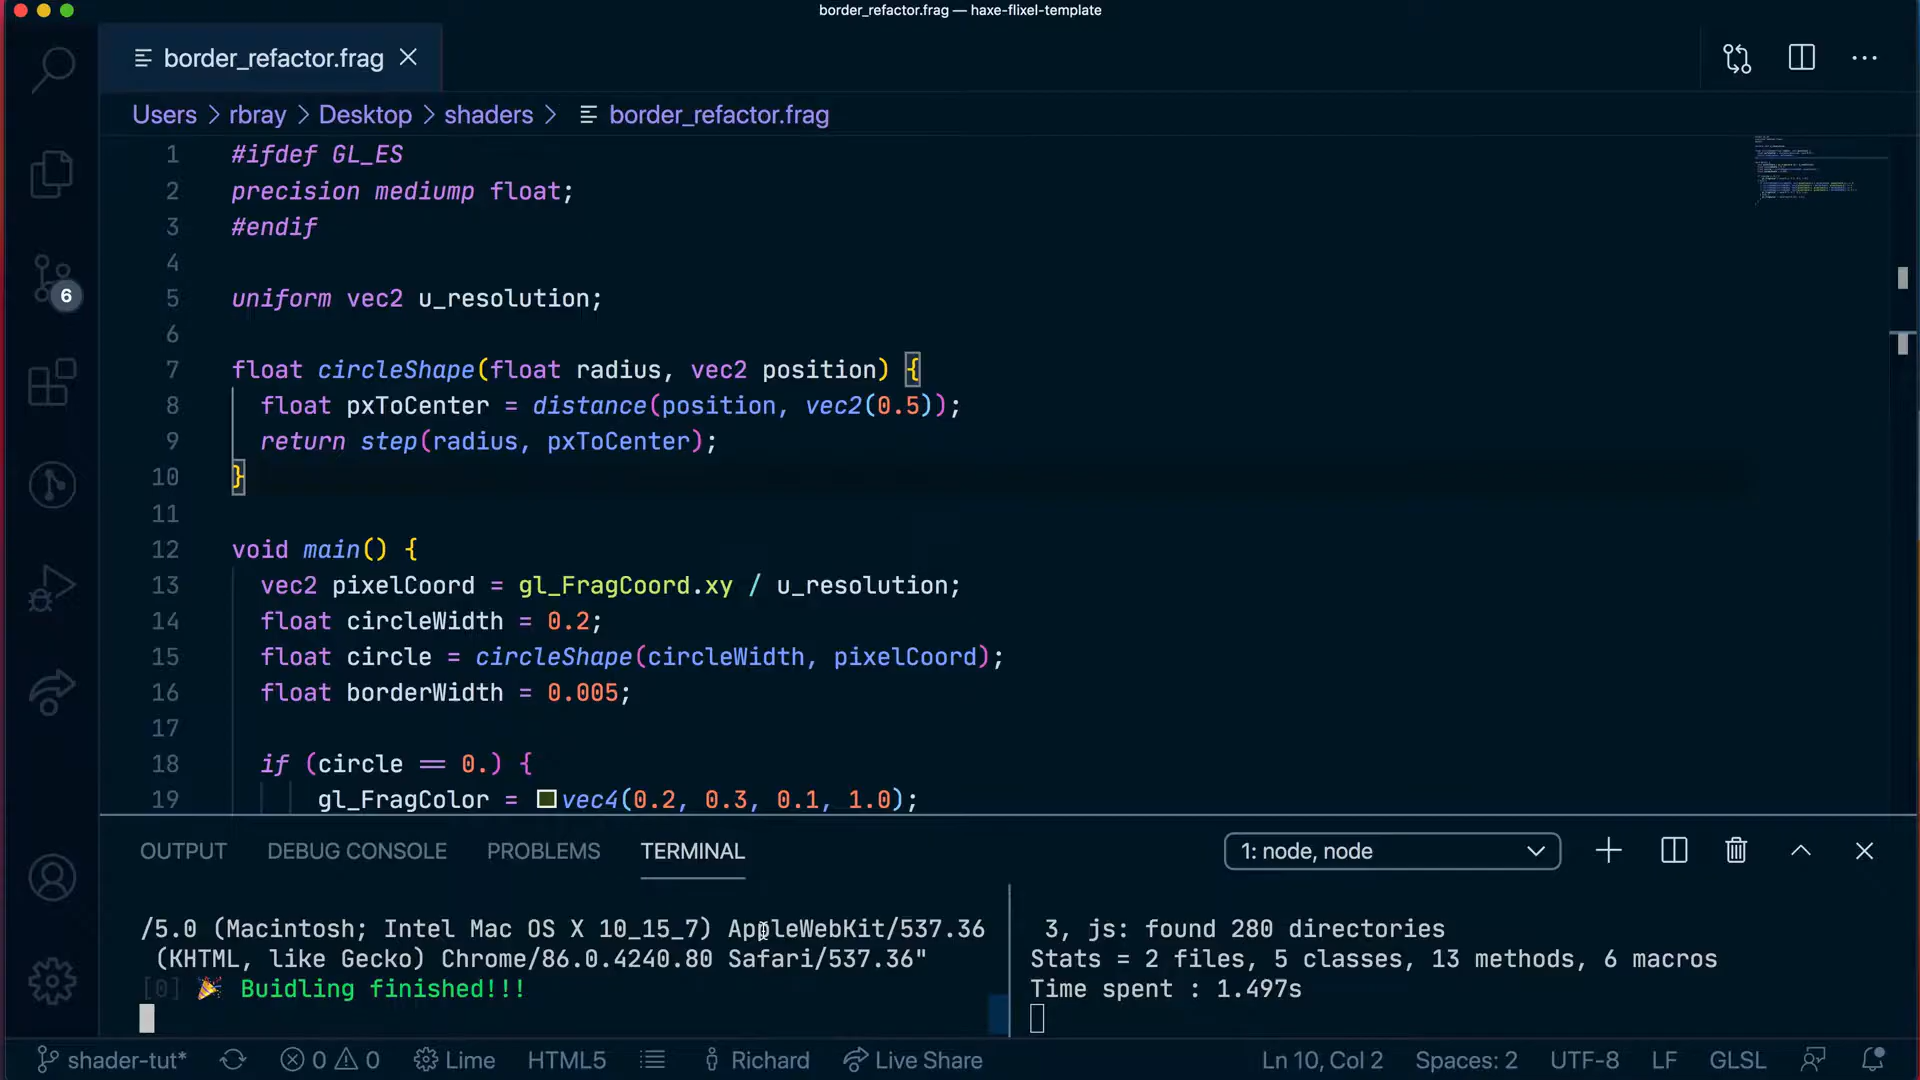 border_refactor.frag — haxe-flixel-template
border_refactor.frag
Users > rbray > Desktop > shaders > border_refactor.frag
1 #ifdef GL_ES
2 precision mediump float;
3 #endif
4
5 uniform vec2 u_resolution;
6
7 float circleShape(float radius, vec2 position) {
8 float pxToCenter = distance(position, vec2(0.5));
9 return step(radius, pxToCenter);
10 }
11
12 void main() {
13 vec2 pixelCoord = gl_FragCoord.xy / u_resolution;
14 float circleWidth = 0.2;
15 float circle = circleShape(circleWidth, pixelCoord);
16 float borderWidth = 0.005;
17
18 if (circle == 0.) {
19 gl_FragColor = vec4(0.2, 0.3, 0.1, 1.0);
6
OUTPUT DEBUG CONSOLE PROBLEMS TERMINAL 1: node, node
/5.0 (Macintosh; Intel Mac OS X 10_15_7) AppleWebKit/537.36
(KHTML, like Gecko) Chrome/86.0.4240.80 Safari/537.36"
[0] 🎉 Buidling finished!!!
3, js: found 280 directories
Stats = 2 files, 5 classes, 13 methods, 6 macros
Time spent : 1.497s
shader-tut* 0 0 Lime HTML5 Richard Live Share Ln 10, Col 2 Spaces: 2 UTF-8 LF GLSL